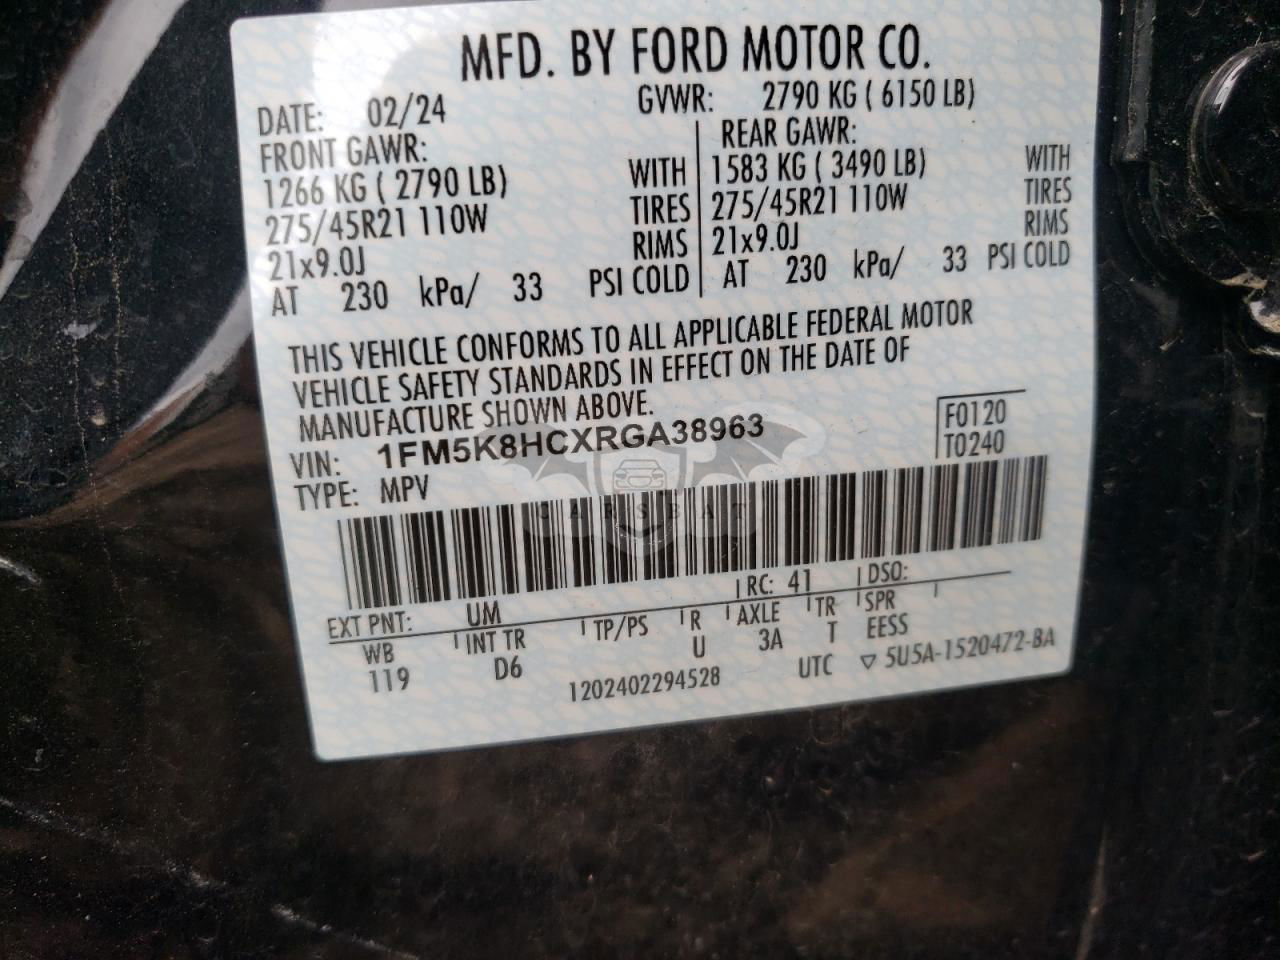 MFD. BY FORD MOTOR CO.
DATE: 02/24 GVWR: 2790 KG ( 6150 LB)
FRONT GAWR: REAR GAWR:
1266 KG ( 2790 LB) WITH 1583 KG ( 3490 LB) WITH
275/45R21 110W TIRES 275/45R21 110W TIRES
21x9.0J RIMS 21x9.0J RIMS
AT 230 kPa/ 33 PSI COLD AT 230 kPa/ 33 PSI COLD
THIS VEHICLE CONFORMS TO ALL APPLICABLE FEDERAL MOTOR
VEHICLE SAFETY STANDARDS IN EFFECT ON THE DATE OF
MANUFACTURE SHOWN ABOVE.
VIN: 1FM5K8HCXRGA38963 F0120
TYPE: MPV T0240
CARSBAT
EXT PNT: UM RC: 41 DSO:
WB INT TR TP/PS R AXLE TR SPR
119 D6 U 3A T EESS
1202402294528 UTC ▽ 5U5A-1520472-BA